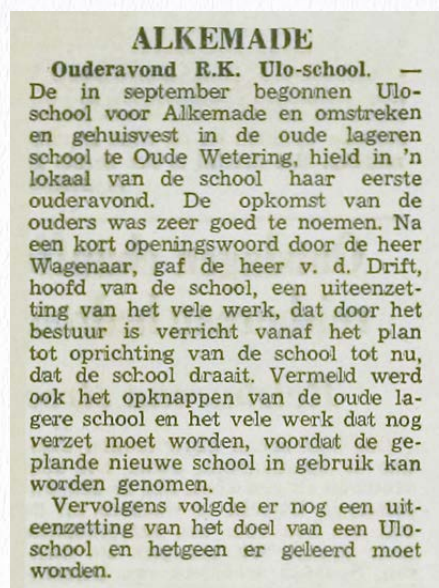 ALKEMADE
Ouderavond R.K. Ulo-school. —
De in september begonnen Ulo-
school voor Alkemade en omstreken
en gehuisvest in de oude lageren
school te Oude Wetering, hield in 'n
lokaal van de school haar eerste
ouderavond. De opkomst van de
ouders was zeer goed te noemen. Na
een kort openingswoord door de heer
Wagenaar, gaf de heer v. d. Drift,
hoofd van de school, een uiteenzet-
ting van het vele werk, dat door het
bestuur is verricht vanaf het plan
tot oprichting van de school tot nu,
dat de school draait. Vermeld werd
ook het opknappen van de oude la-
gere school en het vele werk dat nog
verzet moet worden, voordat de ge-
plande nieuwe school in gebruik kan
worden genomen.
Vervolgens volgde er nog een uit-
eenzetting van het doel van een Ulo-
school en hetgeen er geleerd moet
worden.